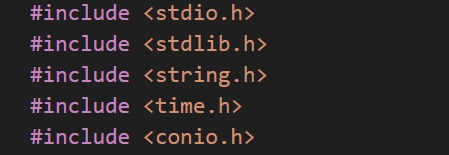 #include <stdio.h>
#include <stdlib.h>
#include <string.h>
#include <time.h>
#include <conio.h>